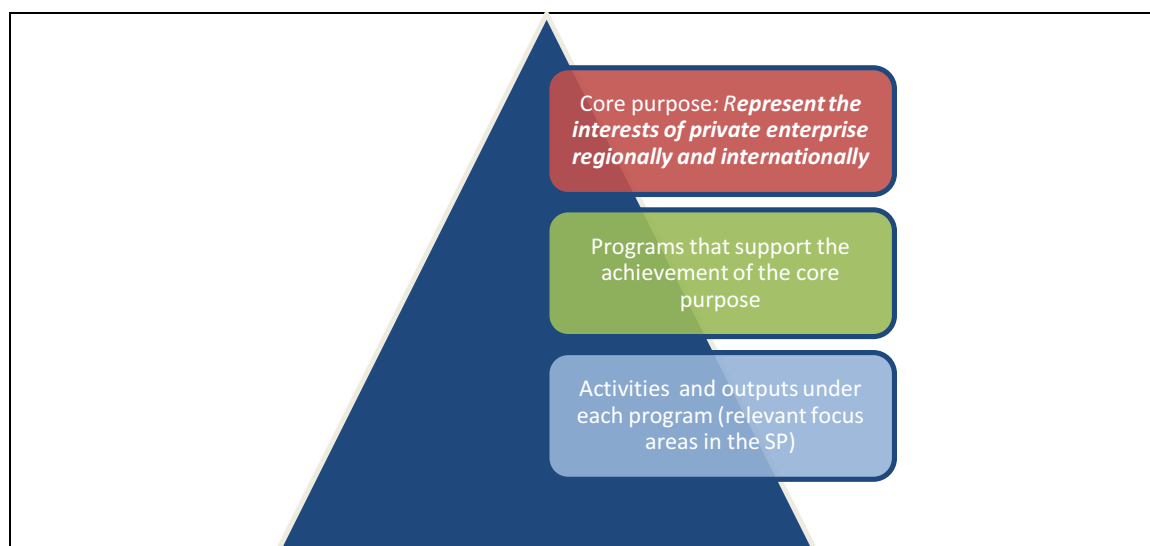 Core purpose: Represent the
interests of private enterprise
regionally and internationally
Programs that support the
achievement of the core
purpose
Activities  and outputs under
each program (relevant focus
areas in the SP)